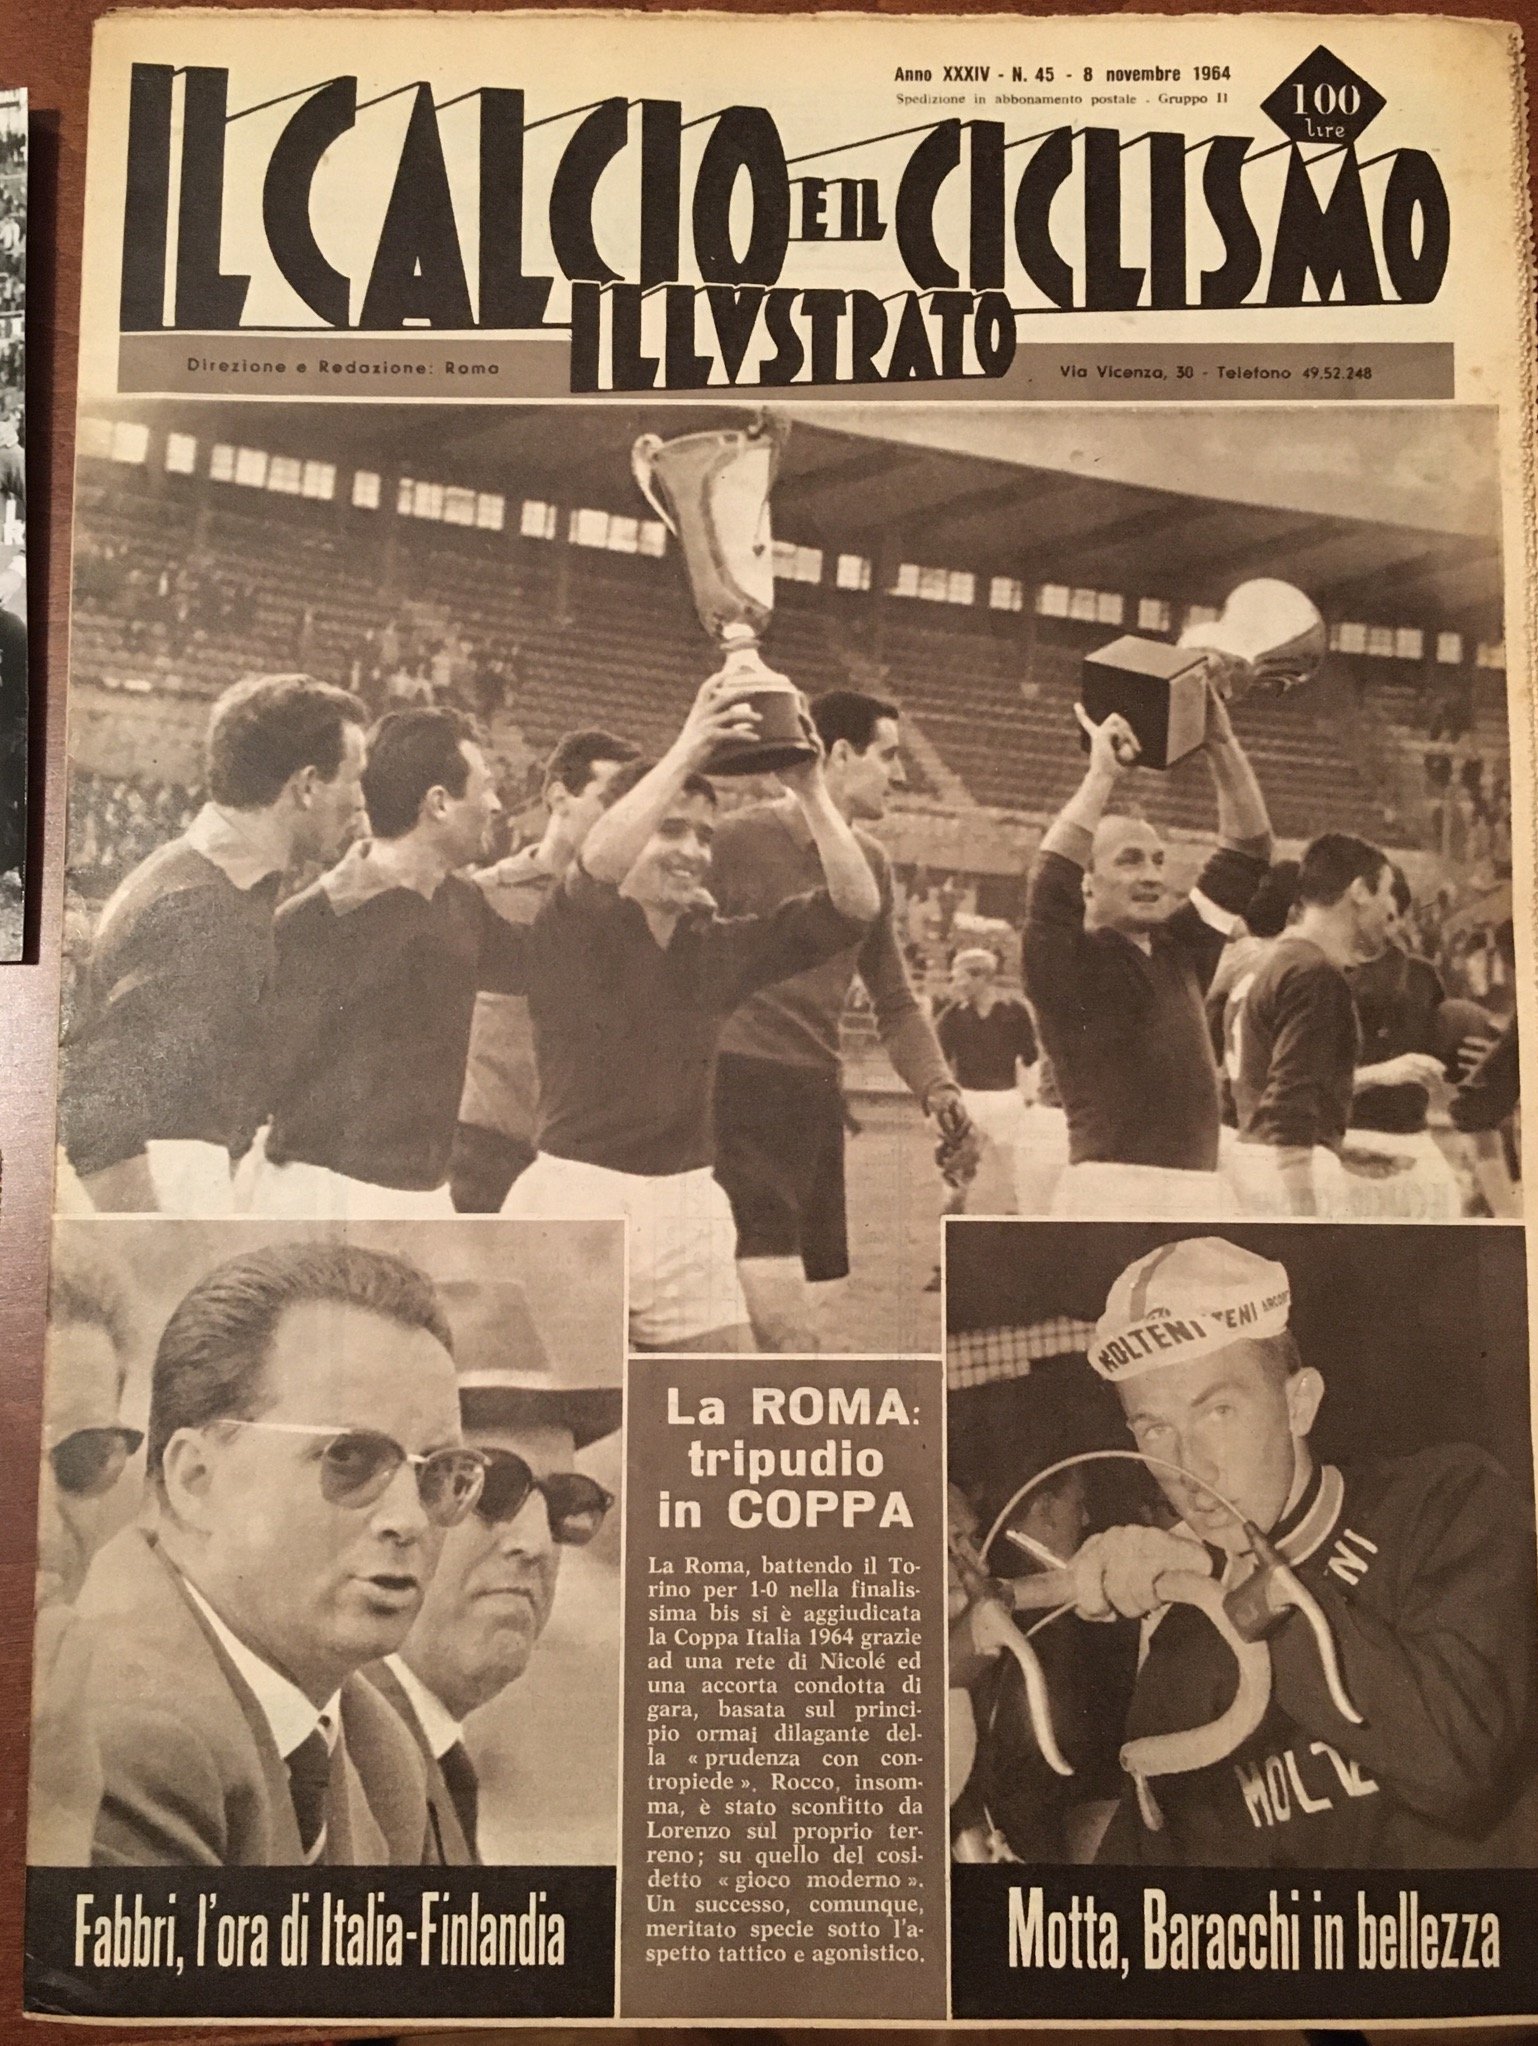 Anno XXXIV - N. 45 - 8 novembre 1964
Spedizione in abbonamento postale - Gruppo II
100
lire
IL CALCIO E IL CICLISMO
ILLVSTRATO
Direzione e Redazione: Roma
Via Vicenza, 30 - Telefono 49.52.248
La ROMA:
tripudio
in COPPA
La Roma, battendo il To-
rino per 1-0 nella finalis-
sima bis si è aggiudicata
la Coppa Italia 1964 grazie
ad una rete di Nicolé ed
una accorta condotta di
gara, basata sul princi-
pio ormai dilagante del-
la « prudenza con con-
tropiede ». Rocco, insom-
ma, è stato sconfitto da
Lorenzo sul proprio ter-
reno; su quello del cosi-
detto « gioco moderno ».
Un successo, comunque,
meritato specie sotto l'a-
spetto tattico e agonistico.
Fabbri, l'ora di Italia-Finlandia
MOLTENI
TENI
NI
Motta, Baracchi in bellezza